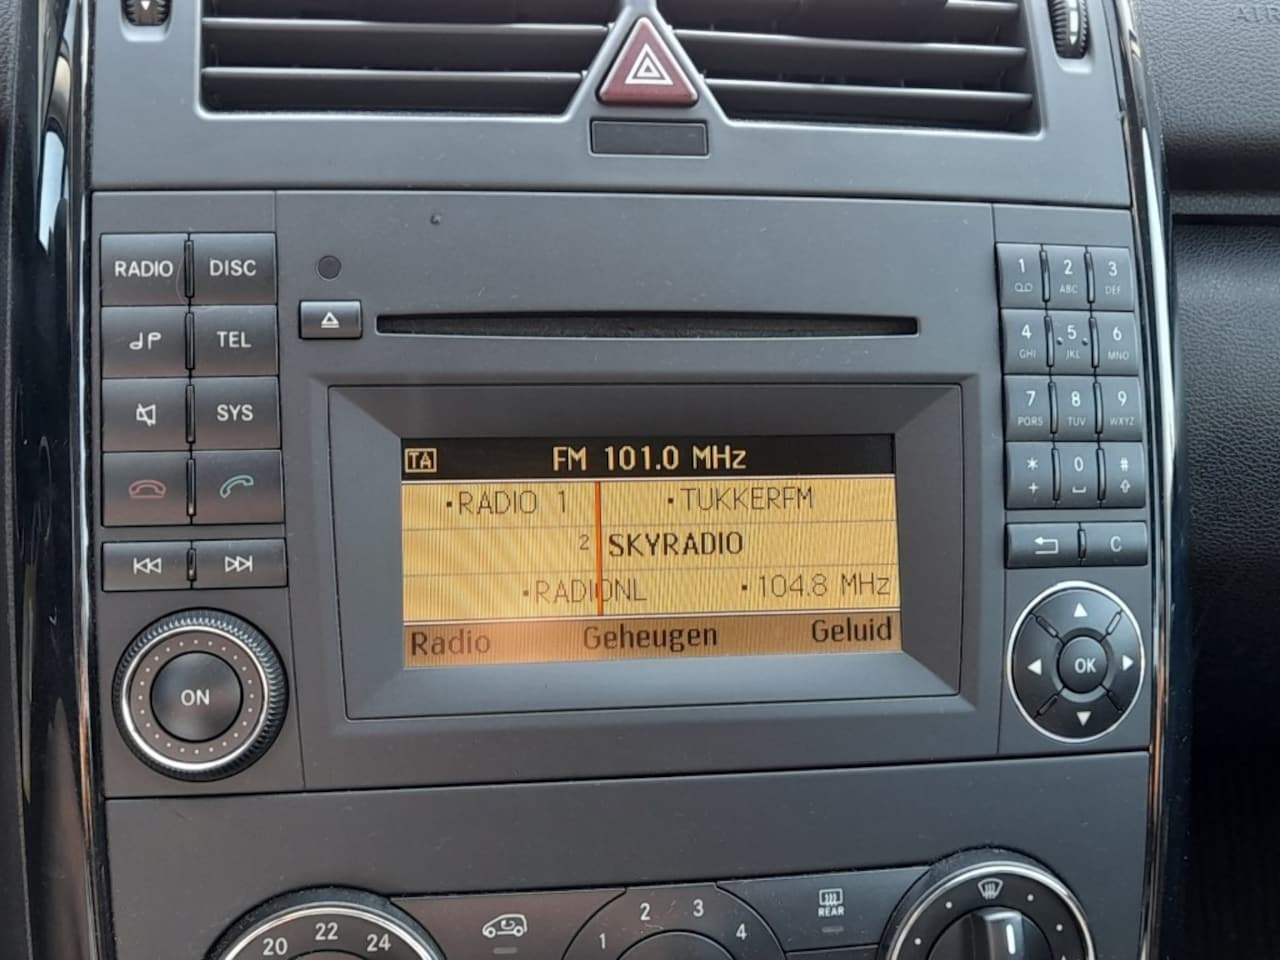 AIR
RADIO DISC
TEL
SYS
ON
TA FM 101.0 MHz
RADIO 1 TUKKERFM
2 SKYRADIO
RADIONL 104.8 MHz
Radio Geheugen Geluid
1 2 ABC 3 DEF
4 GHI 5 JKL 6 MNO
7 PQRS 8 TUV 9 WXYZ
* 0 #
+
C
OK
20 22 24
1 2 3 4
REAR